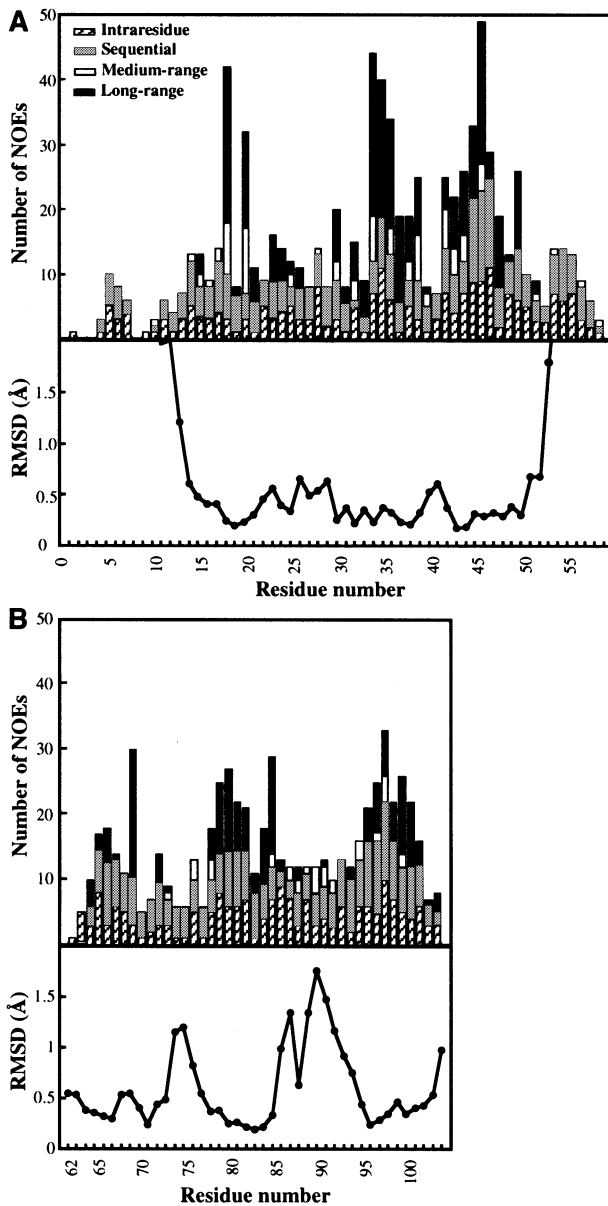 A
50
40
30
20
10
Number of NOEs
Intraresidue
Sequential
Medium-range
Long-range
1.5
1.0
0.5
0
RMSD (Å)
0 5 10 15 20 25 30 35 40 45 50 55
Residue number
B
50
40
30
20
10
Number of NOEs
1.5
1
0.5
0
RMSD (Å)
62 65 70 75 80 85 90 95 100
Residue number